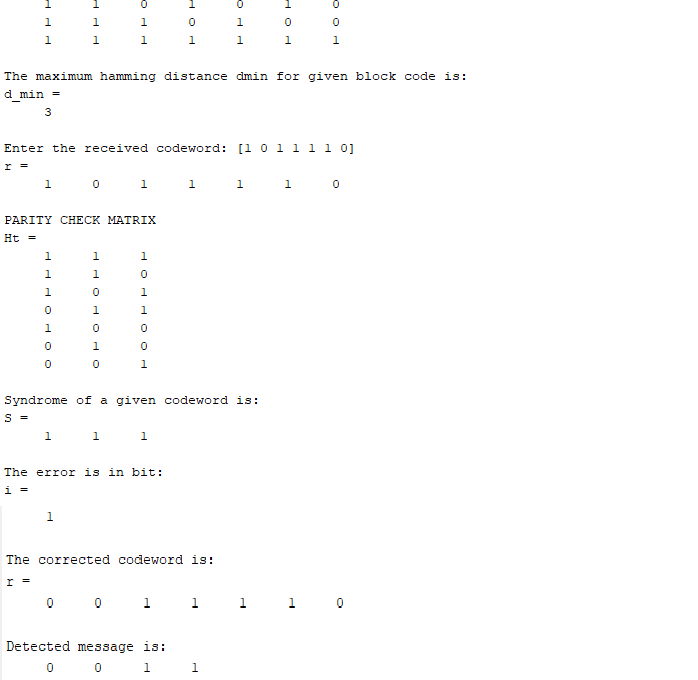 1 1 0 1 0 1 0
1 1 1 0 1 0 0
1 1 1 1 1 1 1
The maximum hamming distance dmin for given block code is:
d_min =
3
Enter the received codeword: [1 0 1 1 1 1 0]
r =
1 0 1 1 1 1 0
PARITY CHECK MATRIX
Ht =
1 1 1
1 1 0
1 0 1
0 1 1
1 0 0
0 1 0
0 0 1
Syndrome of a given codeword is:
S =
1 1 1
The error is in bit:
i =
1
The corrected codeword is:
r =
0 0 1 1 1 1 0
Detected message is:
0 0 1 1